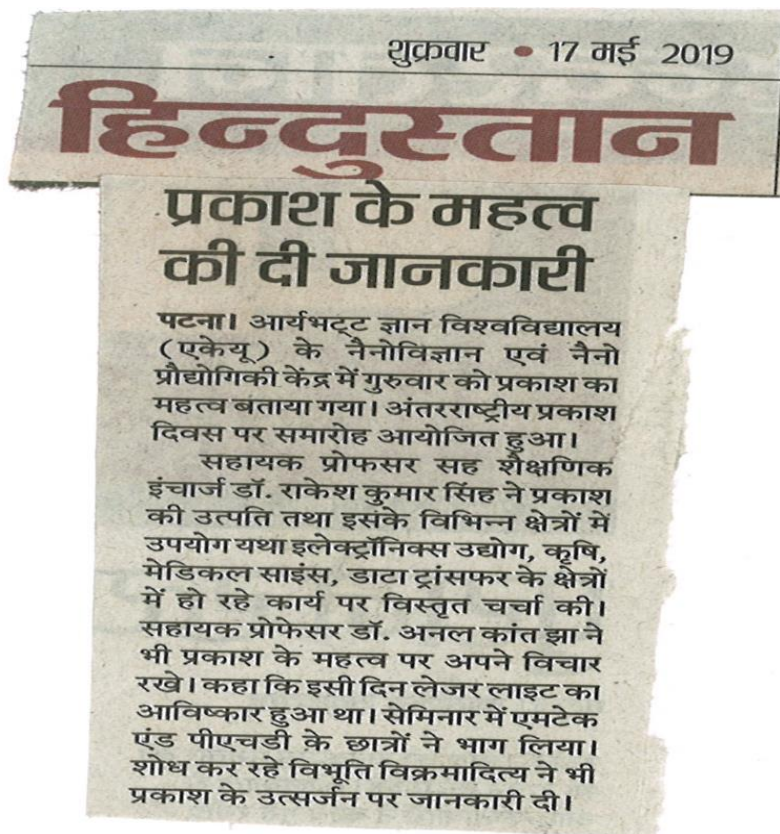 शुक्रवार • 17 मई 2019
हिन्दुस्तान
प्रकाश के महत्व
की दी जानकारी
पटना। आर्यभट्ट ज्ञान विश्वविद्यालय
(एकेयू) के नैनोविज्ञान एवं नैनो
प्रौद्योगिकी केंद्र में गुरुवार को प्रकाश का
महत्व बताया गया। अंतरराष्ट्रीय प्रकाश
दिवस पर समारोह आयोजित हुआ।
सहायक प्रोफसर सह शैक्षणिक
इंचार्ज डॉ. राकेश कुमार सिंह ने प्रकाश
की उत्पति तथा इसके विभिन्न क्षेत्रों में
उपयोग यथा इलेक्ट्रॉनिक्स उद्योग, कृषि,
मेडिकल साइंस, डाटा ट्रांसफर के क्षेत्रों
में हो रहे कार्य पर विस्तृत चर्चा की।
सहायक प्रोफेसर डॉ. अनल कांत झा ने
भी प्रकाश के महत्व पर अपने विचार
रखे। कहा कि इसी दिन लेजर लाइट का
आविष्कार हुआ था। सेमिनार में एमटेक
एंड पीएचडी के छात्रों ने भाग लिया।
शोध कर रहे विभूति विक्रमादित्य ने भी
प्रकाश के उत्सर्जन पर जानकारी दी।